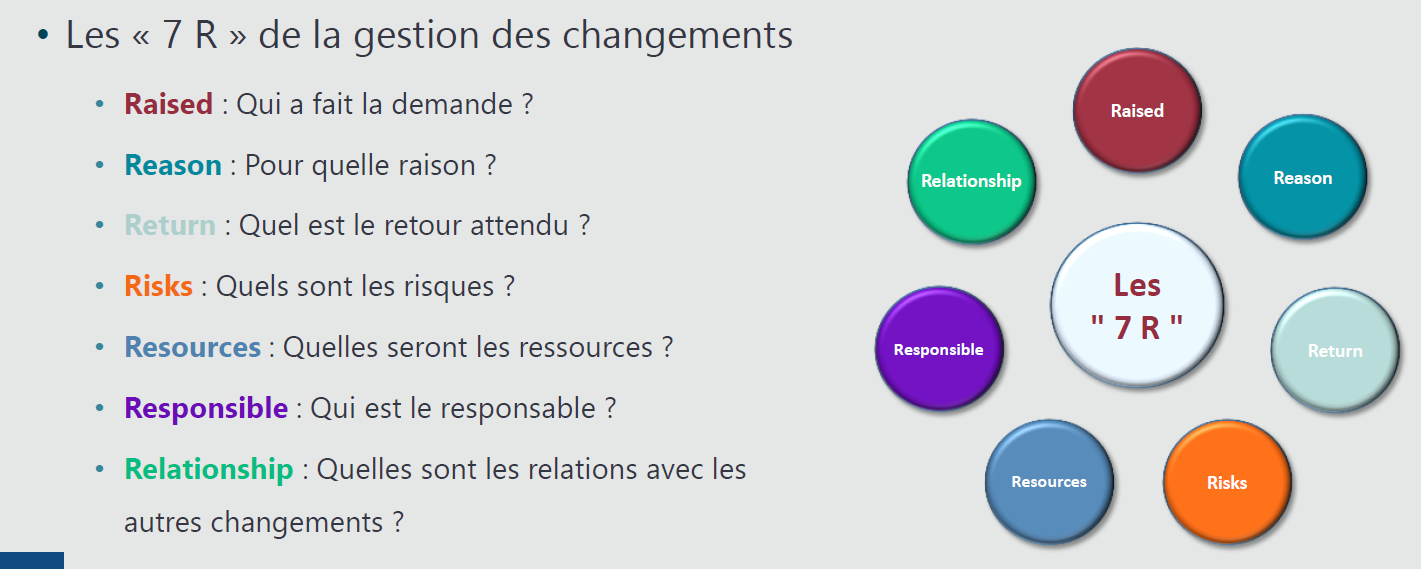 • Les « 7 R » de la gestion des changements
• Raised : Qui a fait la demande ?
• Reason : Pour quelle raison ?
• Return : Quel est le retour attendu ?
• Risks : Quels sont les risques ?
• Resources : Quelles seront les ressources ?
• Responsible : Qui est le responsable ?
• Relationship : Quelles sont les relations avec les
autres changements ?
Raised
Reason
Return
Risks
Resources
Responsible
Relationship
Les
" 7 R "